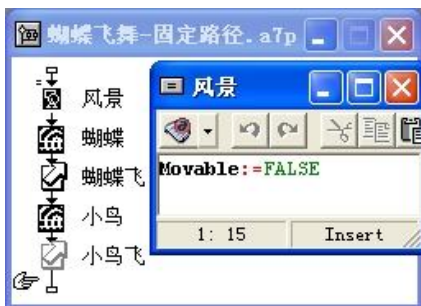 蝴蝶飞舞-固定路径.a7p
风景
蝴蝶
蝴蝶飞
小鸟
小鸟飞
风景
Movable:=FALSE
1: 15 Insert